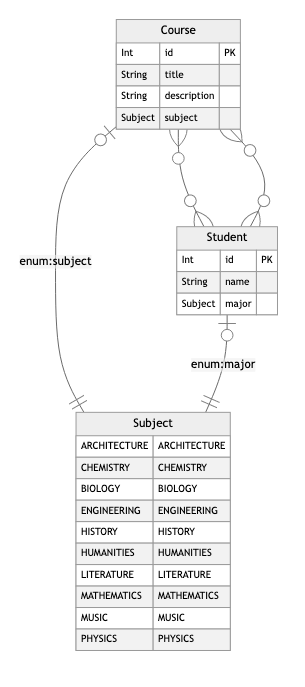 Course
Int id PK
String title
String description
Subject subject
enum:subject
Student
Int id PK
String name
Subject major
enum:major
Subject
ARCHITECTURE ARCHITECTURE
CHEMISTRY CHEMISTRY
BIOLOGY BIOLOGY
ENGINEERING ENGINEERING
HISTORY HISTORY
HUMANITIES HUMANITIES
LITERATURE LITERATURE
MATHEMATICS MATHEMATICS
MUSIC MUSIC
PHYSICS PHYSICS